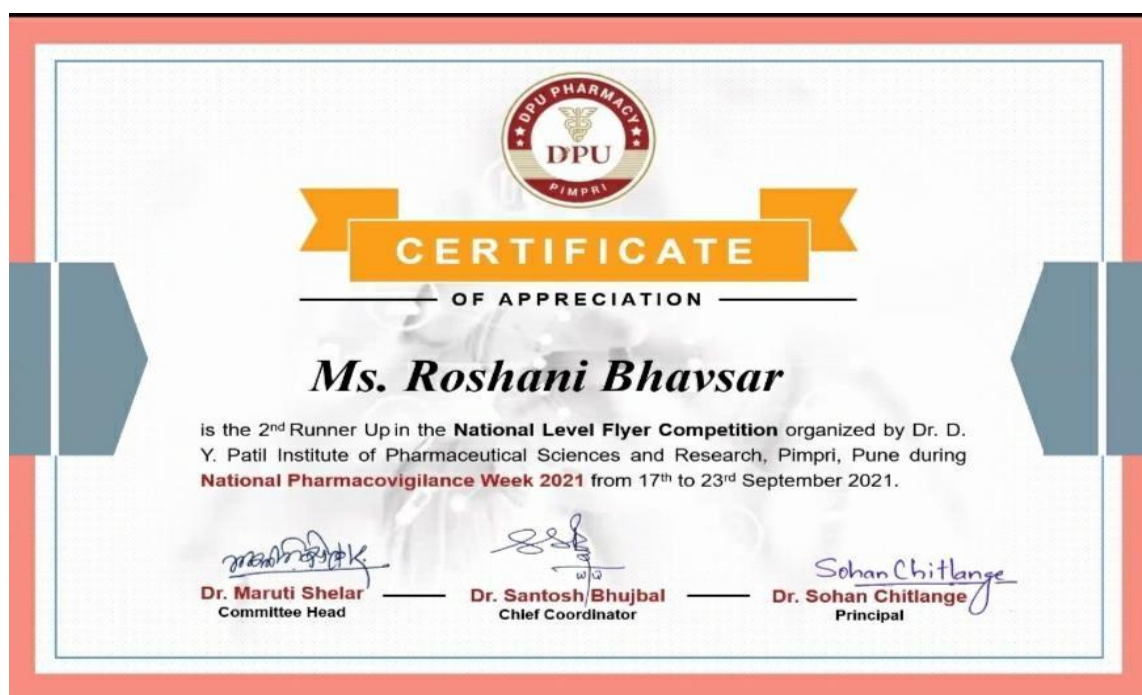 DPU PHARMACY
DPU
PIMPRI
CERTIFICATE
OF APPRECIATION
Ms. Roshani Bhavsar
is the 2nd Runner Up in the National Level Flyer Competition organized by Dr. D.
Y. Patil Institute of Pharmaceutical Sciences and Research, Pimpri, Pune during
National Pharmacovigilance Week 2021 from 17th to 23rd September 2021.
Sohan Chitlange
Dr. Maruti Shelar Dr. Santosh Bhujbal Dr. Sohan Chitlange
Committee Head Chief Coordinator Principal